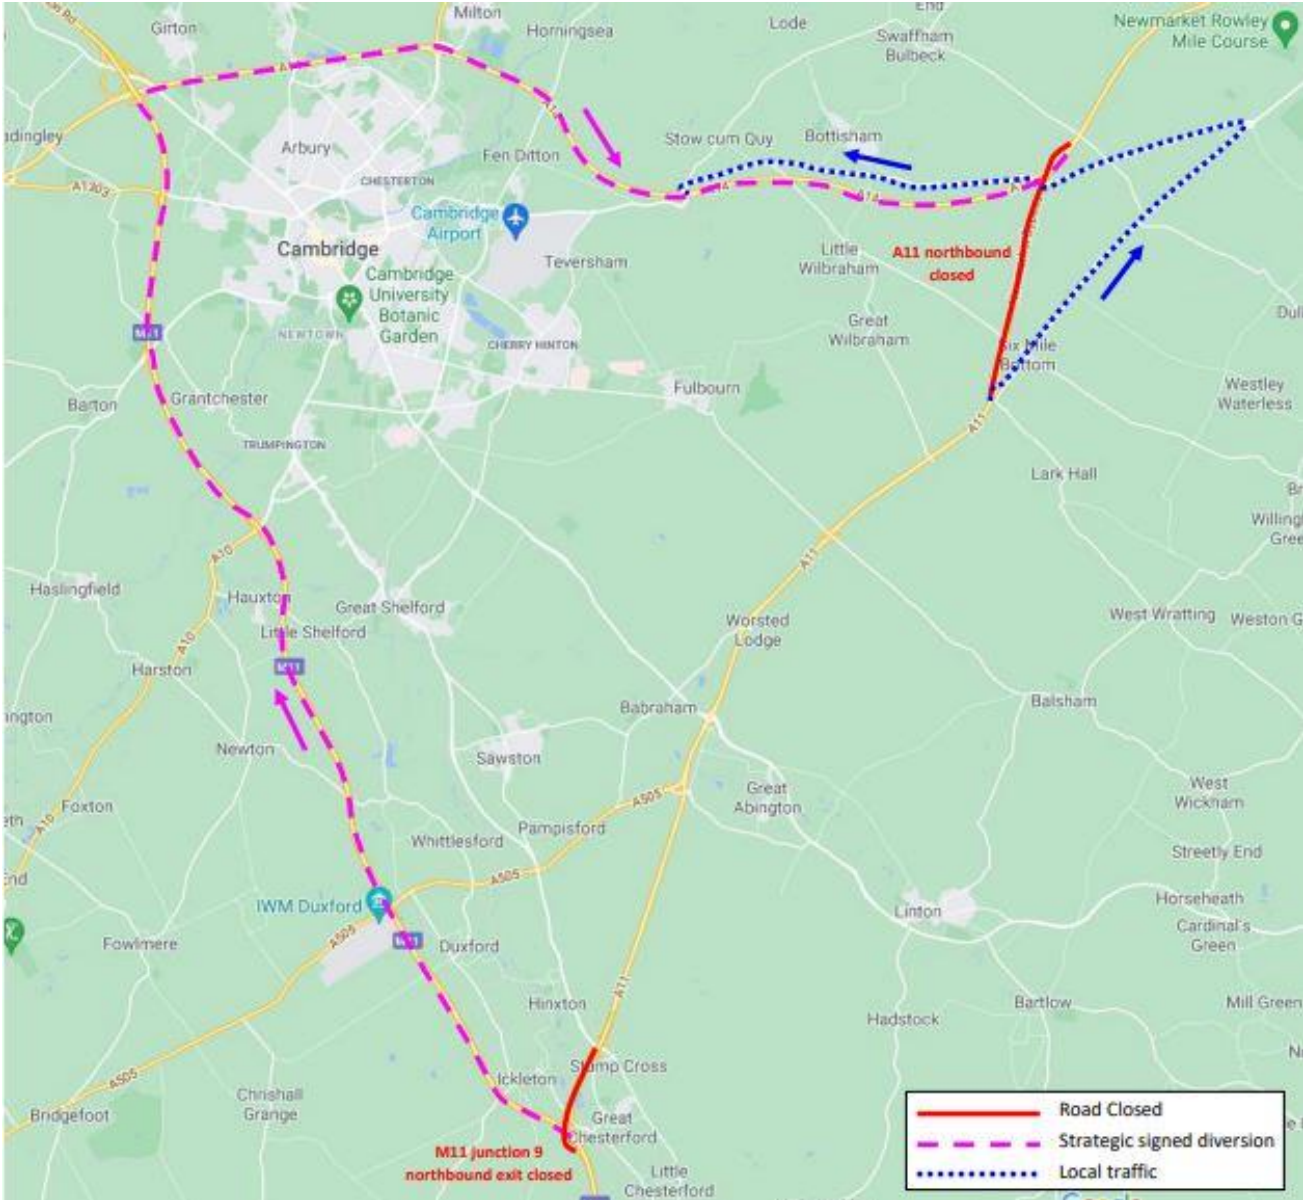 Milton
Girton
Horningsea
Lode
End
Swaffham
Bulbeck
Newmarket Rowley
Mile Course
Arbury
CHESTERTON
Fen Ditton
Stow cum Quy
Bottisham
A14
A14
A1303
Cambridge
Airport
Cambridge
Teversham
Little
Wilbraham
A11 northbound
closed
Cambridge
University
Botanic
Garden
NEWTOWN
CHERRY HINTON
Great
Wilbraham
Bottom
M11
Barton
Grantchester
Fulbourn
Westley
Waterless
TRUMPINGTON
A11
Lark Hall
A10
A11
Haslingfield
Hauxton
Great Shelford
Little Shelford
Worsted
Lodge
West Wratting
A10
Harston
M11
Babraham
Balsham
Newton
Sawston
Great
Abington
West
Wickham
Foxton
A10
A505
Whittlesford
Pampisford
Streetly End
IWM Duxford
A505
Linton
Horseheath
Cardinal's
Green
Fowlmere
A505
M11
Duxford
A11
Hinxton
Hadstock
Bartlow
Mill Green
Stump Cross
A505
Ickleton
Chrishall
Grange
Bridgefoot
Great
Chesterford
M11 junction 9
northbound exit closed
Little
Chesterford
Road Closed
Strategic signed diversion
Local traffic